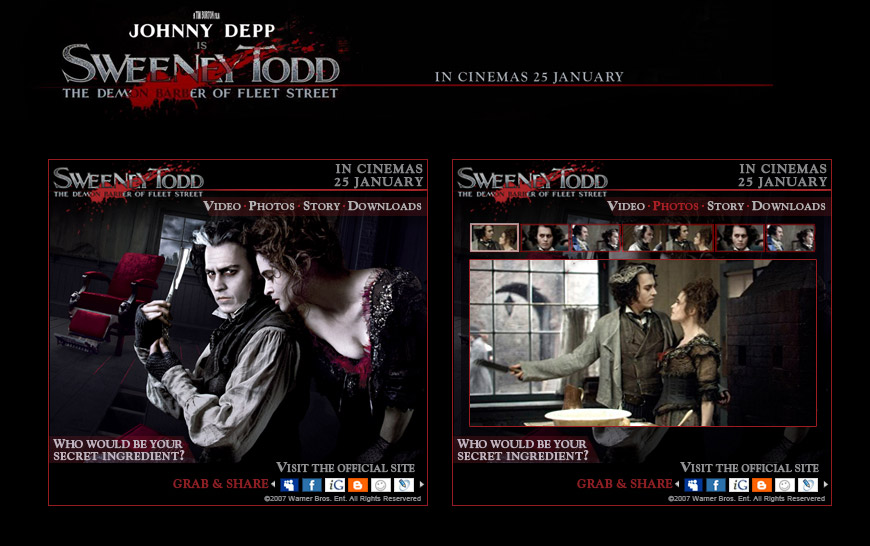 A TIM BURTON FILM
JOHNNY DEPP
IS
SWEENEY TODD
THE DEMON BARBER OF FLEET STREET
IN CINEMAS 25 JANUARY
SWEENEY TODD
THE DEMON BARBER OF FLEET STREET
IN CINEMAS
25 JANUARY
VIDEO · PHOTOS · STORY · DOWNLOADS
WHO WOULD BE YOUR
SECRET INGREDIENT?
VISIT THE OFFICIAL SITE
GRAB & SHARE
f iG
©2007 Warner Bros. Ent. All Rights Reservered
SWEENEY TODD
THE DEMON BARBER OF FLEET STREET
IN CINEMAS
25 JANUARY
VIDEO · PHOTOS · STORY · DOWNLOADS
WHO WOULD BE YOUR
SECRET INGREDIENT?
VISIT THE OFFICIAL SITE
GRAB & SHARE
f iG
©2007 Warner Bros. Ent. All Rights Reservered